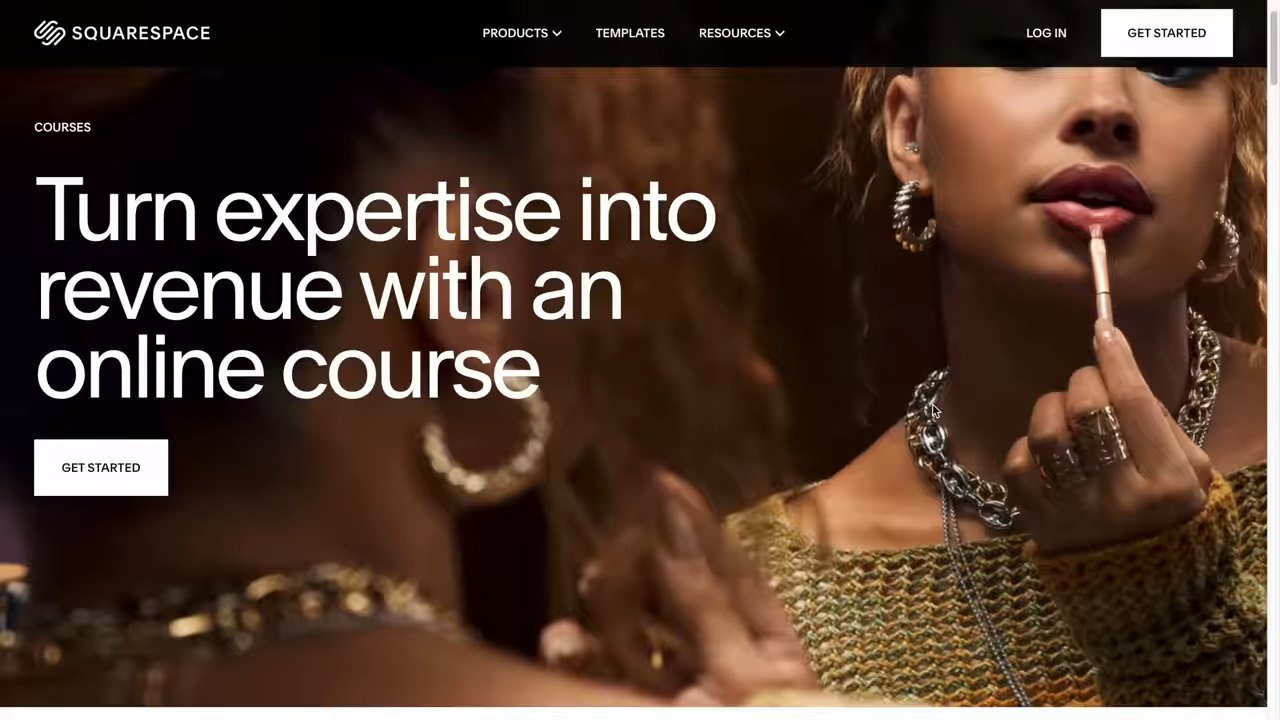 SQUARESPACE
PRODUCTS
TEMPLATES
RESOURCES
LOG IN
GET STARTED
COURSES
Turn expertise into
revenue with an
online course
GET STARTED